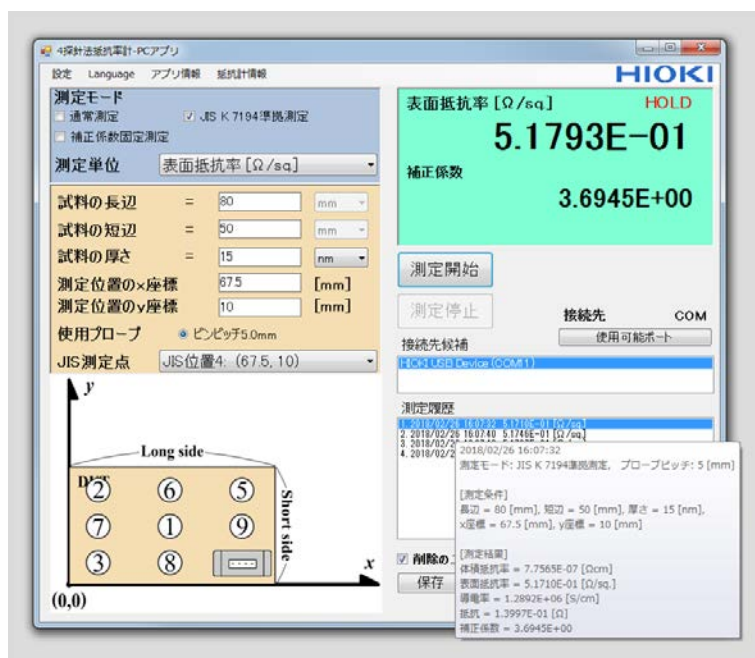 4探針法抵抗率計-PCアプリ
設定 Language アプリ情報 抵抗計情報
HIOKI
測定モード
通常測定 JIS K 7194準拠測定
補正係数固定測定
測定単位 表面抵抗率 [Ω/sq]
試料の長辺 = 80 mm
試料の短辺 = 50 mm
試料の厚さ = 15 nm
測定位置のx座標 67.5 [mm]
測定位置のy座標 10 [mm]
使用プローブ ピンピッチ5.0mm
JIS測定点 JIS位置4: (67.5, 10)
表面抵抗率 [Ω/sq] HOLD
5.1793E-01
補正係数
3.6945E+00
測定開始
測定停止 接続先 COM
接続先候補 使用可能ポート
HIOKI USB Device (COM11)
測定履歴
1. 2018/02/26 16:07:32 5.1710E-01 [Ω/sq.]
2. 2018/02/26 16:07:40 5.1746E-01 [Ω/sq.]
3. 2018/02/26
4. 2018/02/2
2018/02/26 16:07:32
測定モード: JIS K 7194準拠測定, プローブピッチ: 5 [mm]
[測定条件]
長辺 = 80 [mm], 短辺 = 50 [mm], 厚さ = 15 [nm],
x座標 = 67.5 [mm], y座標 = 10 [mm]
[測定結果]
体積抵抗率 = 7.7565E-07 [Ωcm]
表面抵抗率 = 5.1710E-01 [Ω/sq.]
導電率 = 1.2892E+06 [S/cm]
抵抗 = 1.3997E-01 [Ω]
補正係数 = 3.6945E+00
削除の
保存
y
Long side
② ⑥ ⑤
Short side
⑦ ① ⑨
③ ⑧
x
(0,0)